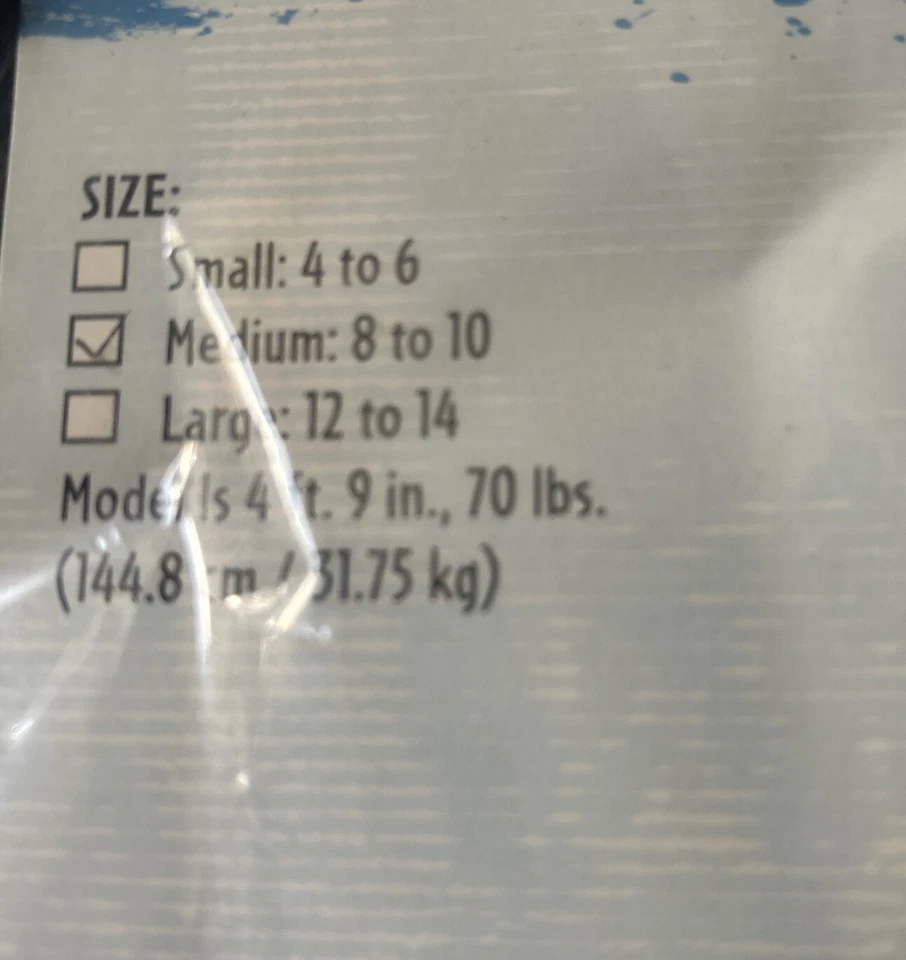 SIZE:
Small: 4 to 6
Medium: 8 to 10
Large: 12 to 14
Model Is 4 ft. 9 in., 70 lbs.
(144.8 cm / 31.75 kg)